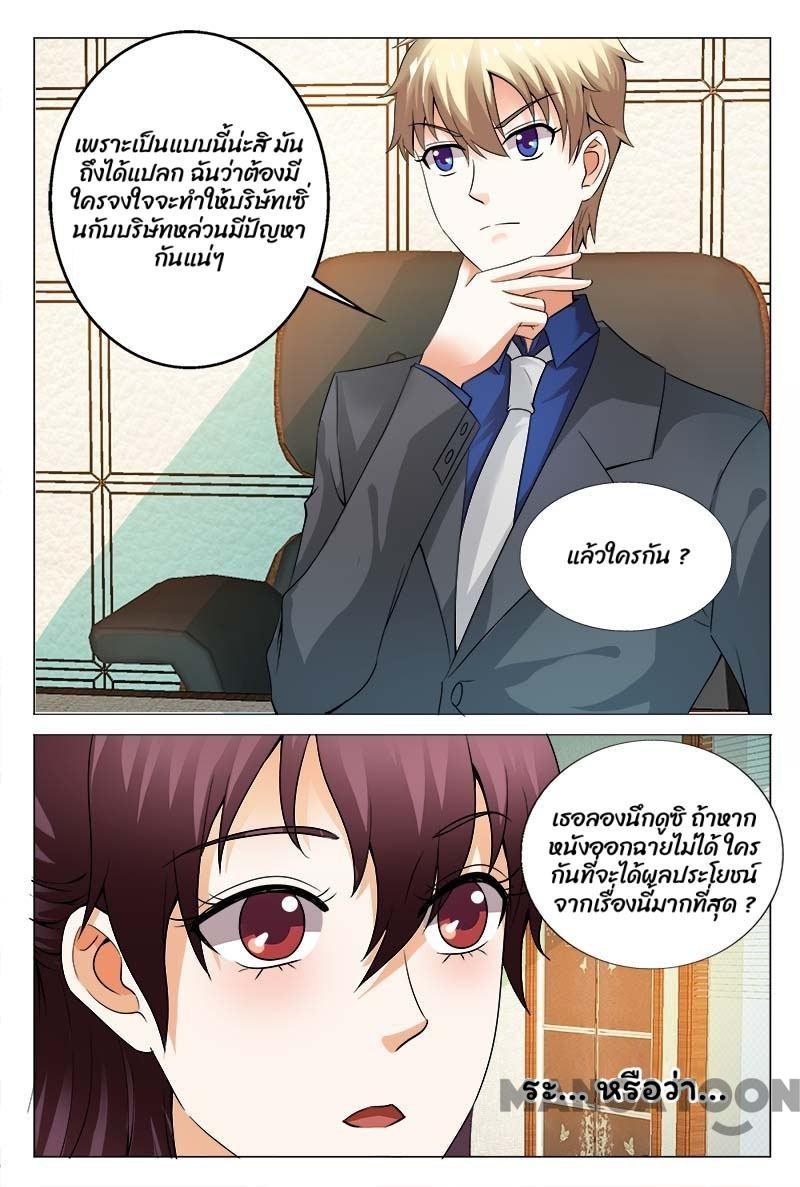 เพราะเป็นแบบนี้น่ะสิ มัน
ถึงได้แปลก ฉันว่าต้องมี
ใครจงใจจะทำให้บริษัทเซิ่
นกับบริษัทหล่วนมีปัญหา
กันแน่ๆ
แล้วใครกัน ?
เธอลองนึกดูซิ ถ้าหาก
หนังออกฉายไม่ได้ ใคร
กันที่จะได้ผลประโยชน์
จากเรื่องนี้มากที่สุด ?
ระ... หรือว่า...
MANGATOON